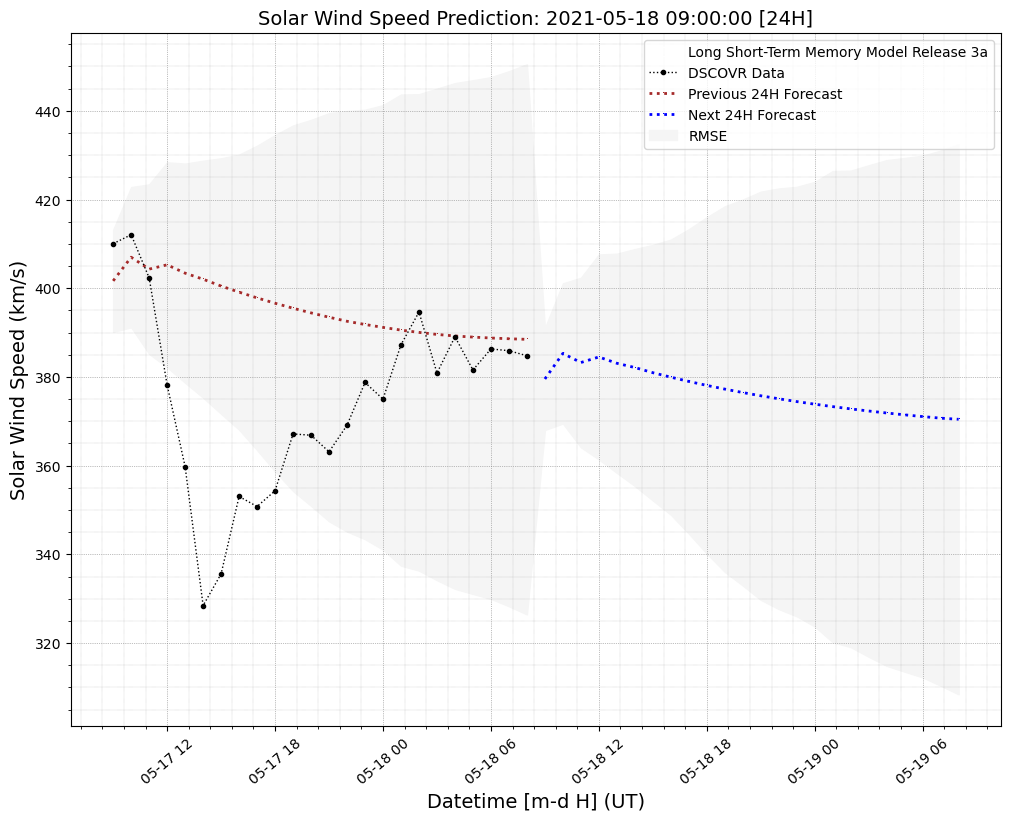 Solar Wind Speed Prediction: 2021-05-18 09:00:00 [24H]
Long Short-Term Memory Model Release 3a
DSCOVR Data
Previous 24H Forecast
Next 24H Forecast
RMSE
Solar Wind Speed (km/s)
440
420
400
380
360
340
320
05-17 12
05-17 18
05-18 00
05-18 06
05-18 12
05-18 18
05-19 00
05-19 06
Datetime [m-d H] (UT)